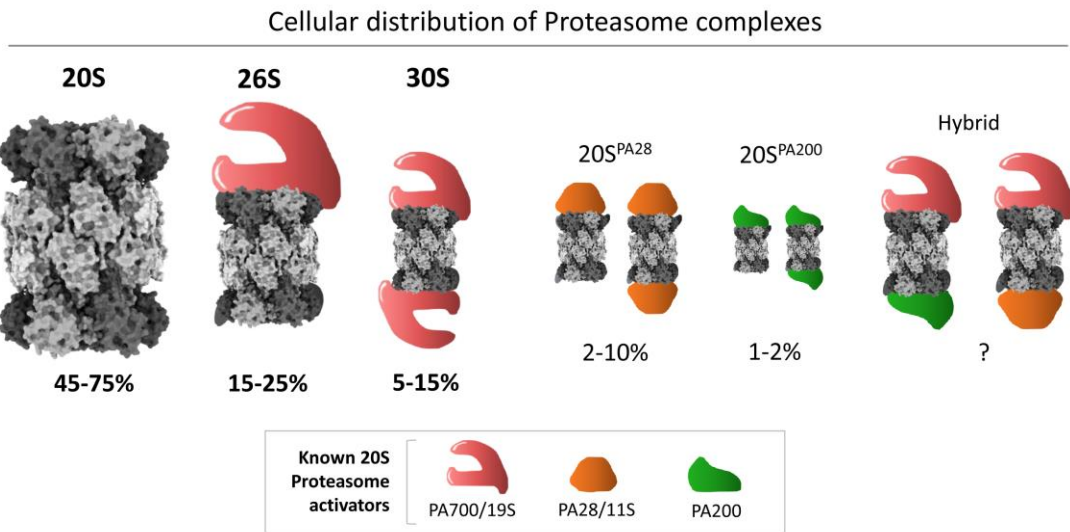 Cellular distribution of Proteasome complexes
20S
26S
30S
20SPA28
20SPA200
Hybrid
45-75%
15-25%
5-15%
2-10%
1-2%
?
Known 20S
Proteasome
activators
PA700/19S
PA28/11S
PA200